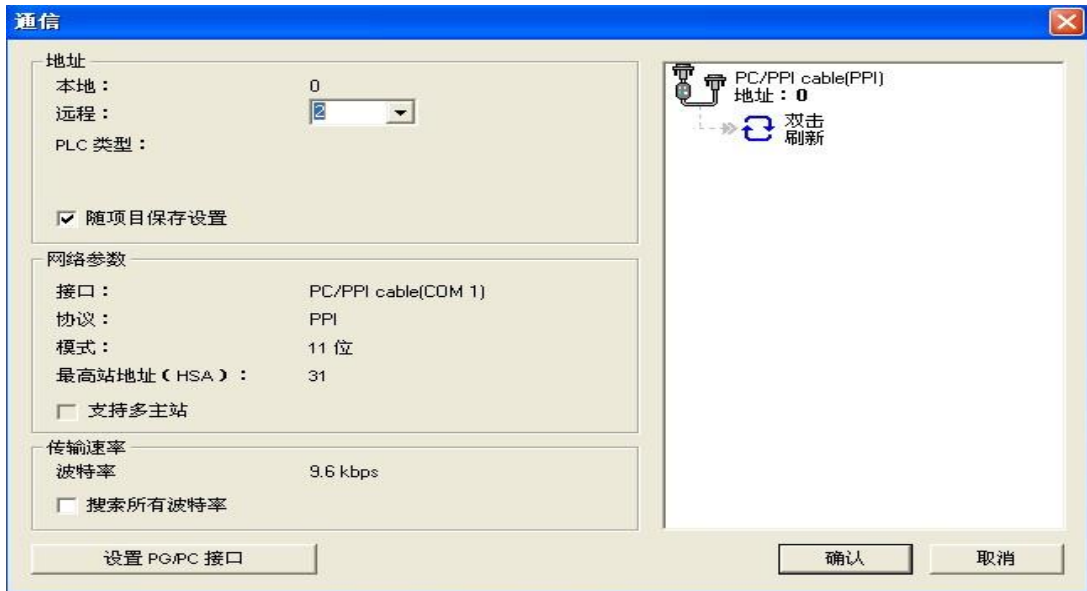 通信
地址
本地： 0
远程： 2
PLC 类型：
随项目保存设置
网络参数
接口： PC/PPI cable(COM 1)
协议： PPI
模式： 11 位
最高站地址（HSA）： 31
支持多主站
传输速率
波特率 9.6 kbps
搜索所有波特率
设置 PG/PC 接口
PC/PPI cable(PPI)
地址：0
双击
刷新
确认
取消